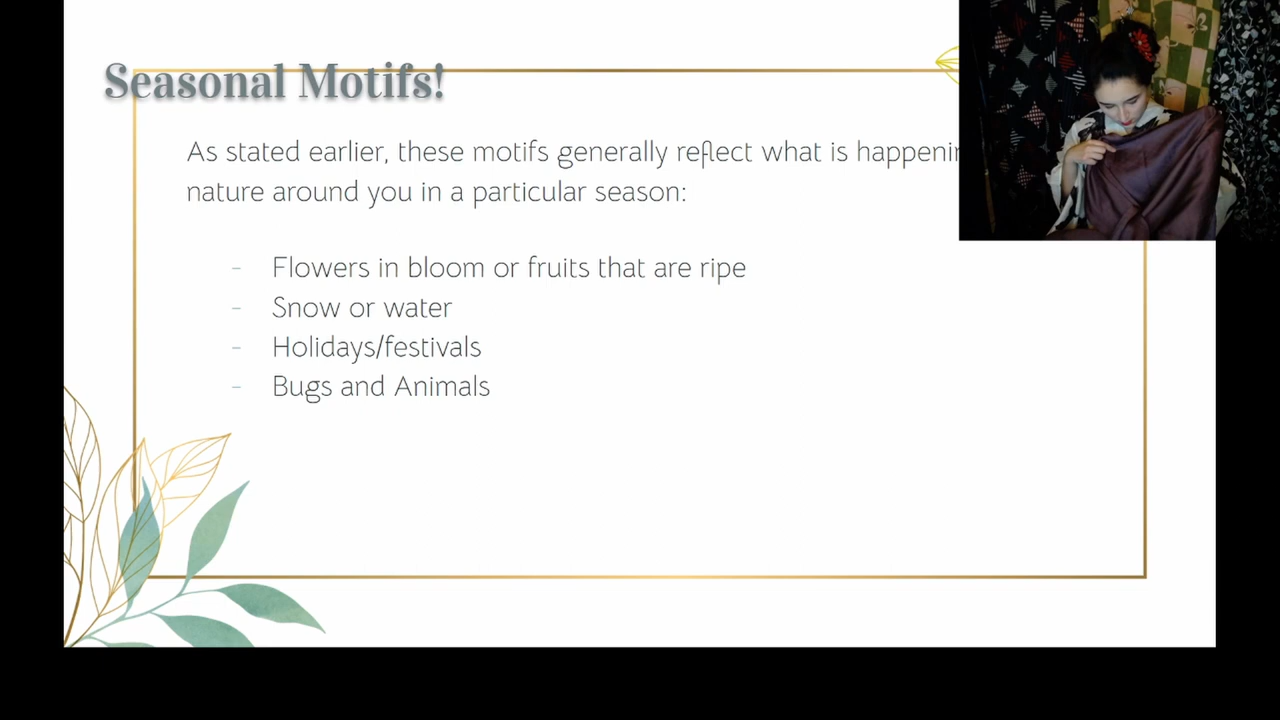 Seasonal Motifs!
As stated earlier, these motifs generally reflect what is
nature around you in a particular season:
- Flowers in bloom or fruits that are ripe
- Snow or water
- Holidays/festivals
- Bugs and Animals